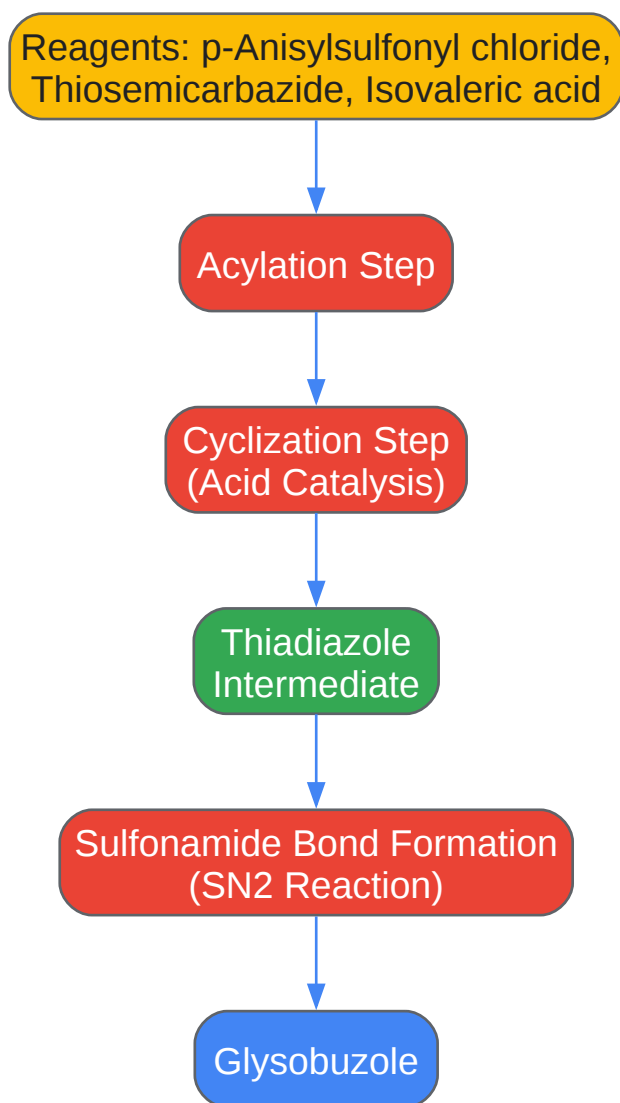 Reagents: p-Anisylsulfonyl chloride,
Thiosemicarbazide, Isovaleric acid
Acylation Step
Cyclization Step
(Acid Catalysis)
Thiadiazole
Intermediate
Sulfonamide Bond Formation
(SN2 Reaction)
Glysobuzole